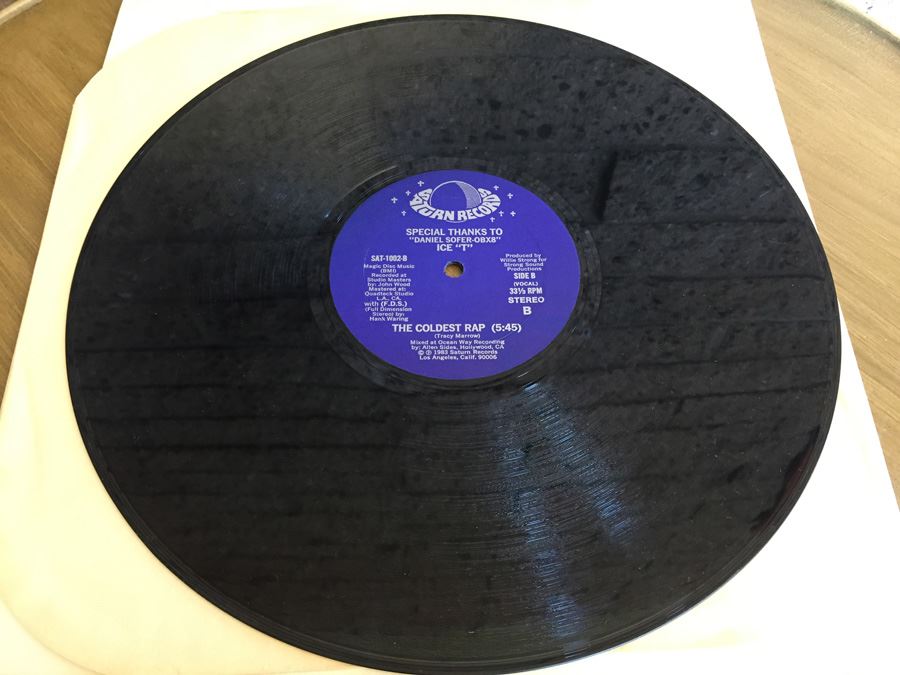 SATURN RECORDS
SPECIAL THANKS TO
"DANIEL SOFER-OBX8"
ICE "T"
SAT-1002-B
Magic Disc Music
(BMI)
Recorded at
Studio Masters
by: John Wood
Mastered at:
Quadteck Studio
L.A., CA.
with (F.D.S.)
(Full Dimension
Stereo) by:
Hank Waring
Produced by
Willie Strong for
Strong Sound
Productions
SIDE B
(VOCAL)
33⅓ RPM
STEREO
B
THE COLDEST RAP (5:45)
(Tracy Marrow)
Mixed at Ocean Way Recording
by: Allen Sides, Hollywood, CA
© ℗ 1983 Saturn Records
Los Angeles, Calif. 90006